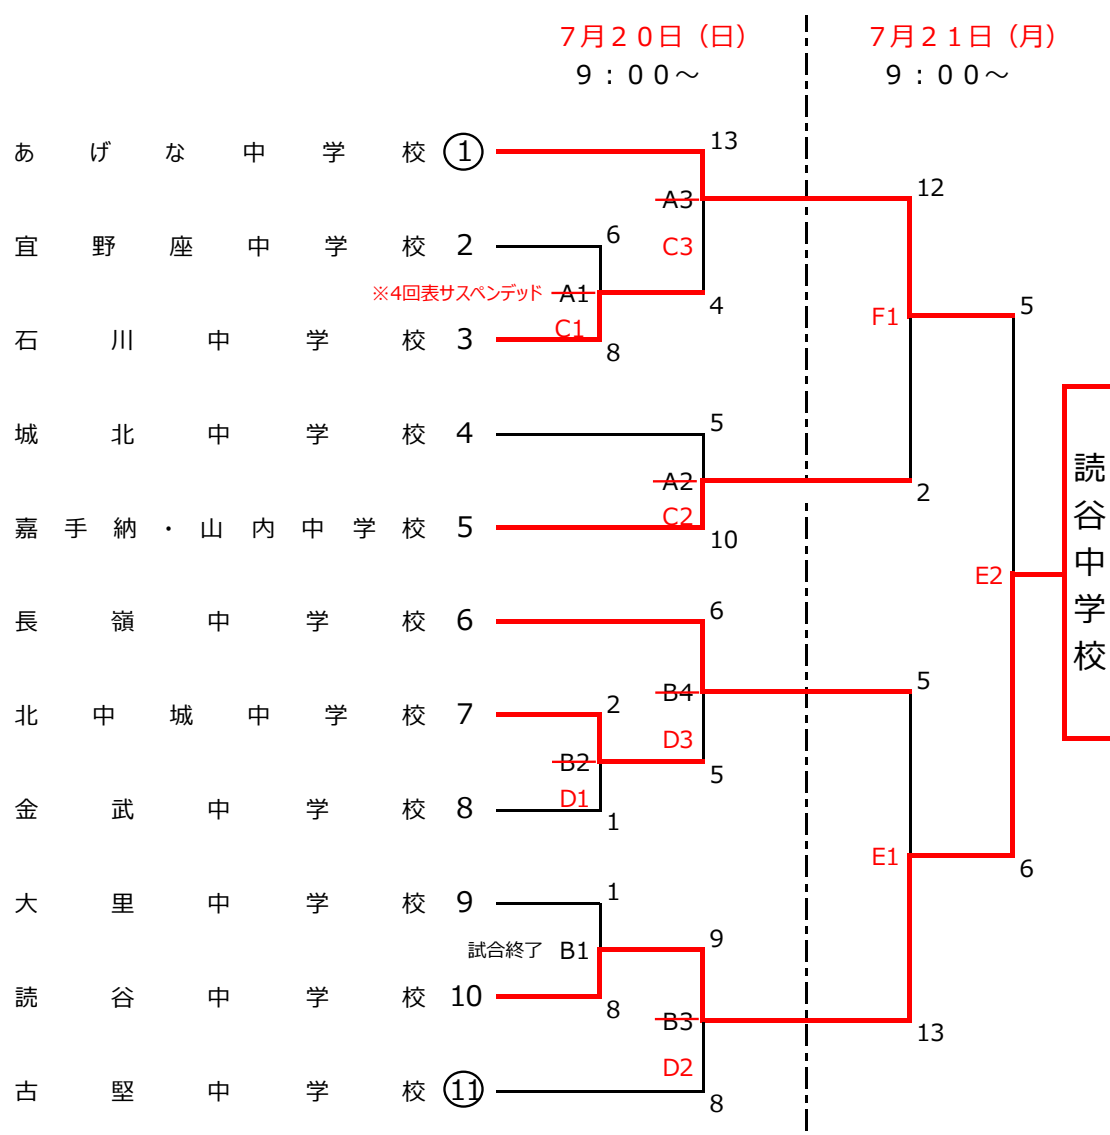 7月20日（日）
7月21日（月）
9：00～
9：00～
あげな中学校 ① 13
A3
12
宜野座中学校 2 6
C3
※4回表サスペンデッド A1
4
C1
石川中学校 3 8
F1
5
城北中学校 4 5
A2
2
C2
嘉手納・山内中学校 5 10
読谷中学校
E2
長嶺中学校 6 6
B4
5
北中城中学校 7 2
D3
B2
5
D1
金武中学校 8 1
E1
6
大里中学校 9 1
試合終了 B1
9
読谷中学校 10 8
B3
13
D2
古堅中学校 ⑪ 8